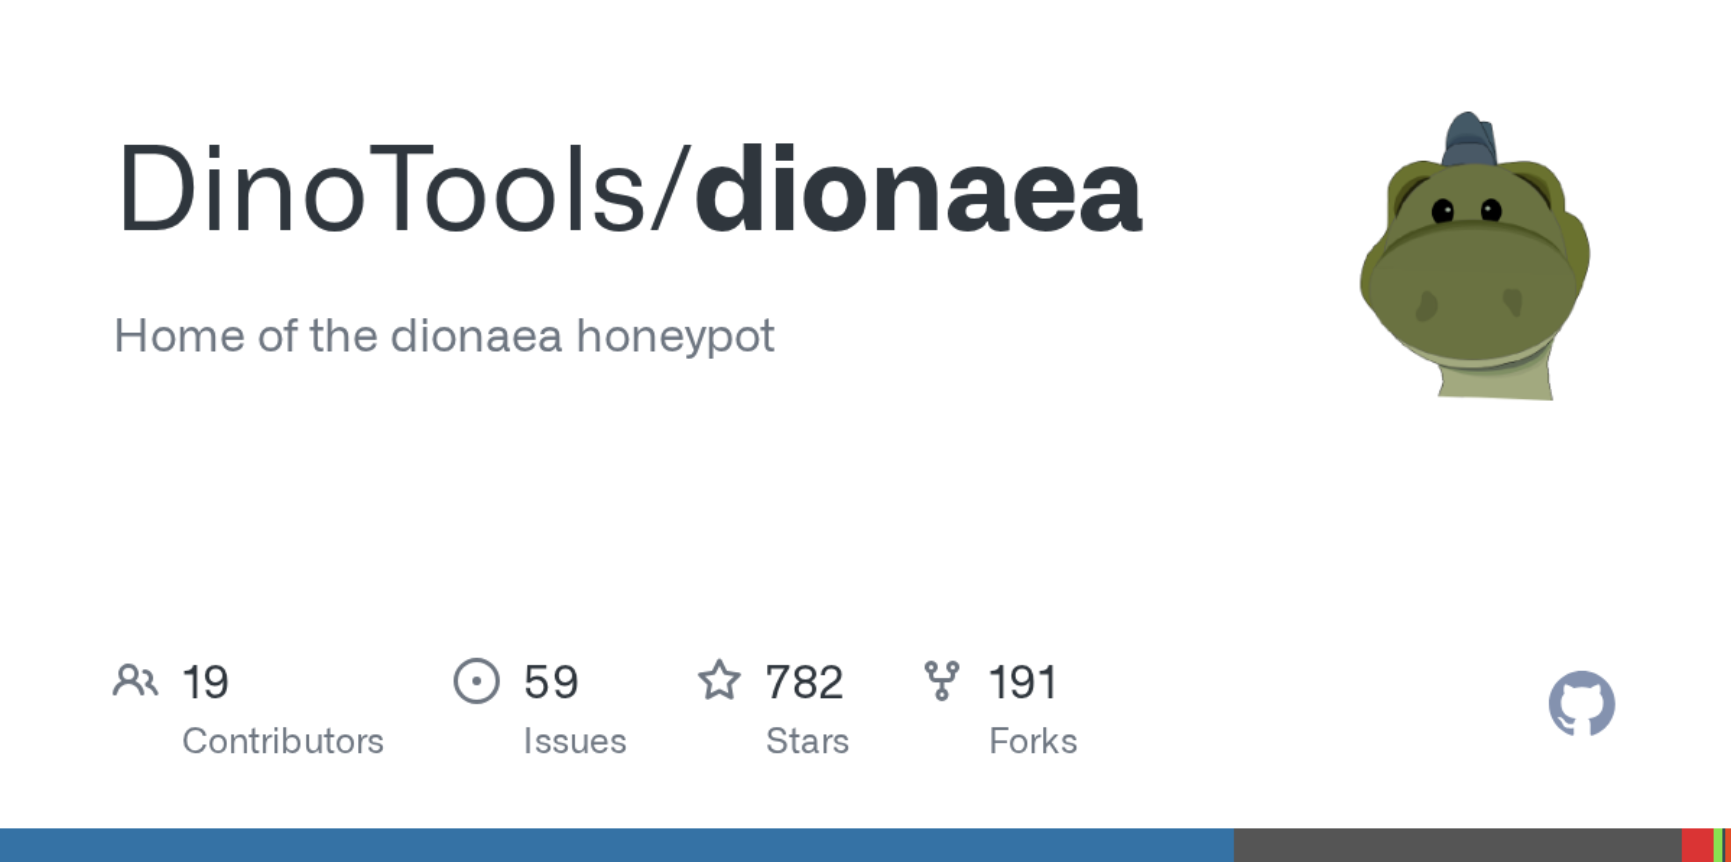 DinoTools/dionaea
Home of the dionaea honeypot
19 59 782 191
Contributors Issues Stars Forks